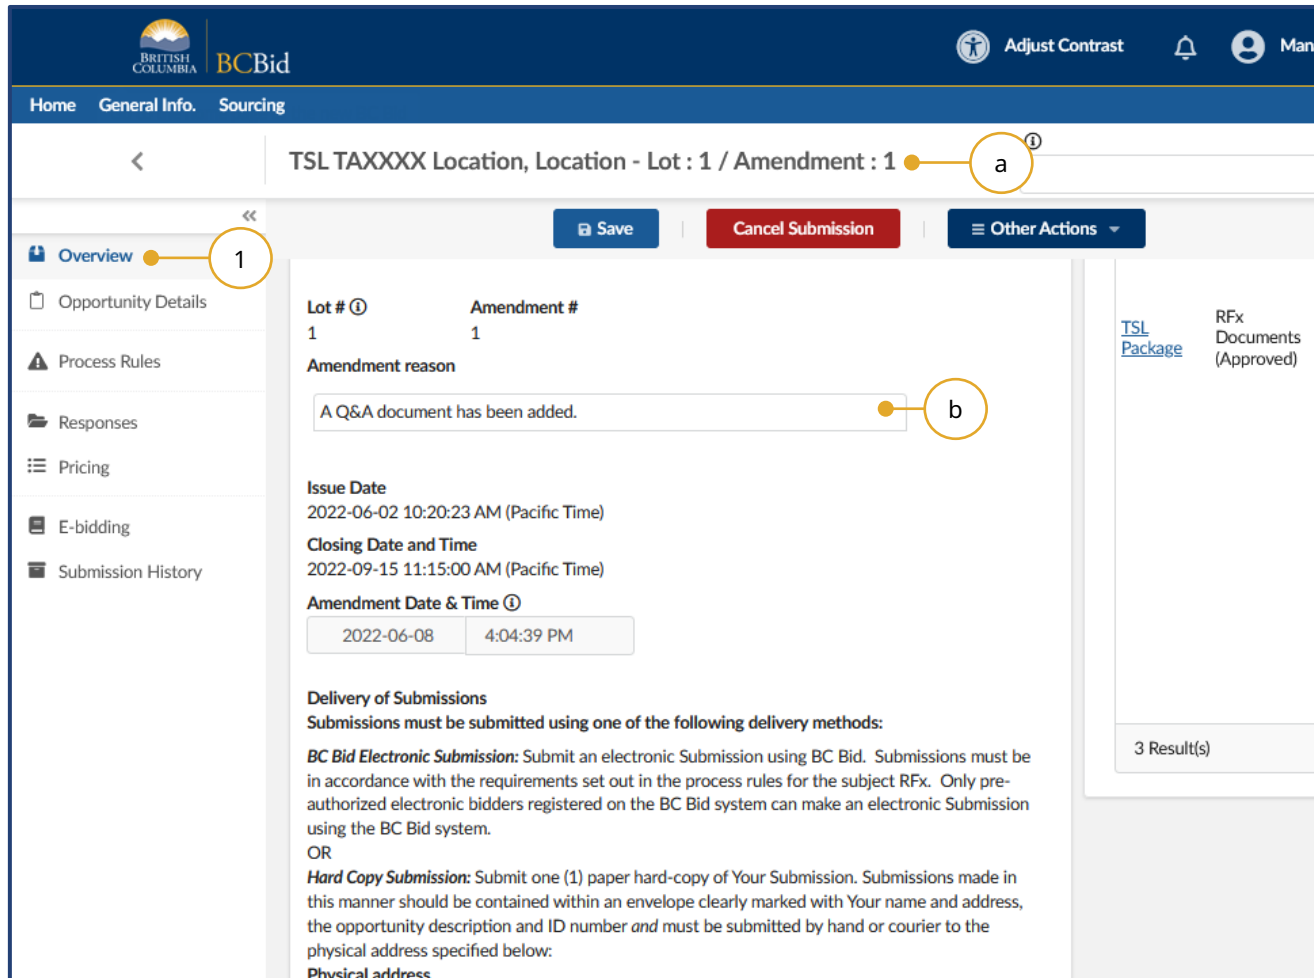 BRITISH
COLUMBIA
BCBid
Adjust Contrast
Man
Home General Info. Sourcing
TSL TAXXXX Location, Location - Lot : 1 / Amendment : 1
a
Save
Cancel Submission
Other Actions
Overview
1
Opportunity Details
Process Rules
Responses
Pricing
E-bidding
Submission History
Lot # Amendment #
1 1
Amendment reason
A Q&A document has been added.
b
Issue Date
2022-06-02 10:20:23 AM (Pacific Time)
Closing Date and Time
2022-09-15 11:15:00 AM (Pacific Time)
Amendment Date & Time
2022-06-08 4:04:39 PM
Delivery of Submissions
Submissions must be submitted using one of the following delivery methods:
BC Bid Electronic Submission: Submit an electronic Submission using BC Bid. Submissions must be
in accordance with the requirements set out in the process rules for the subject RFx. Only pre-
authorized electronic bidders registered on the BC Bid system can make an electronic Submission
using the BC Bid system.
OR
Hard Copy Submission: Submit one (1) paper hard-copy of Your Submission. Submissions made in
this manner should be contained within an envelope clearly marked with Your name and address,
the opportunity description and ID number and must be submitted by hand or courier to the
physical address specified below:
Physical address
TSL
Package
RFx
Documents
(Approved)
3 Result(s)